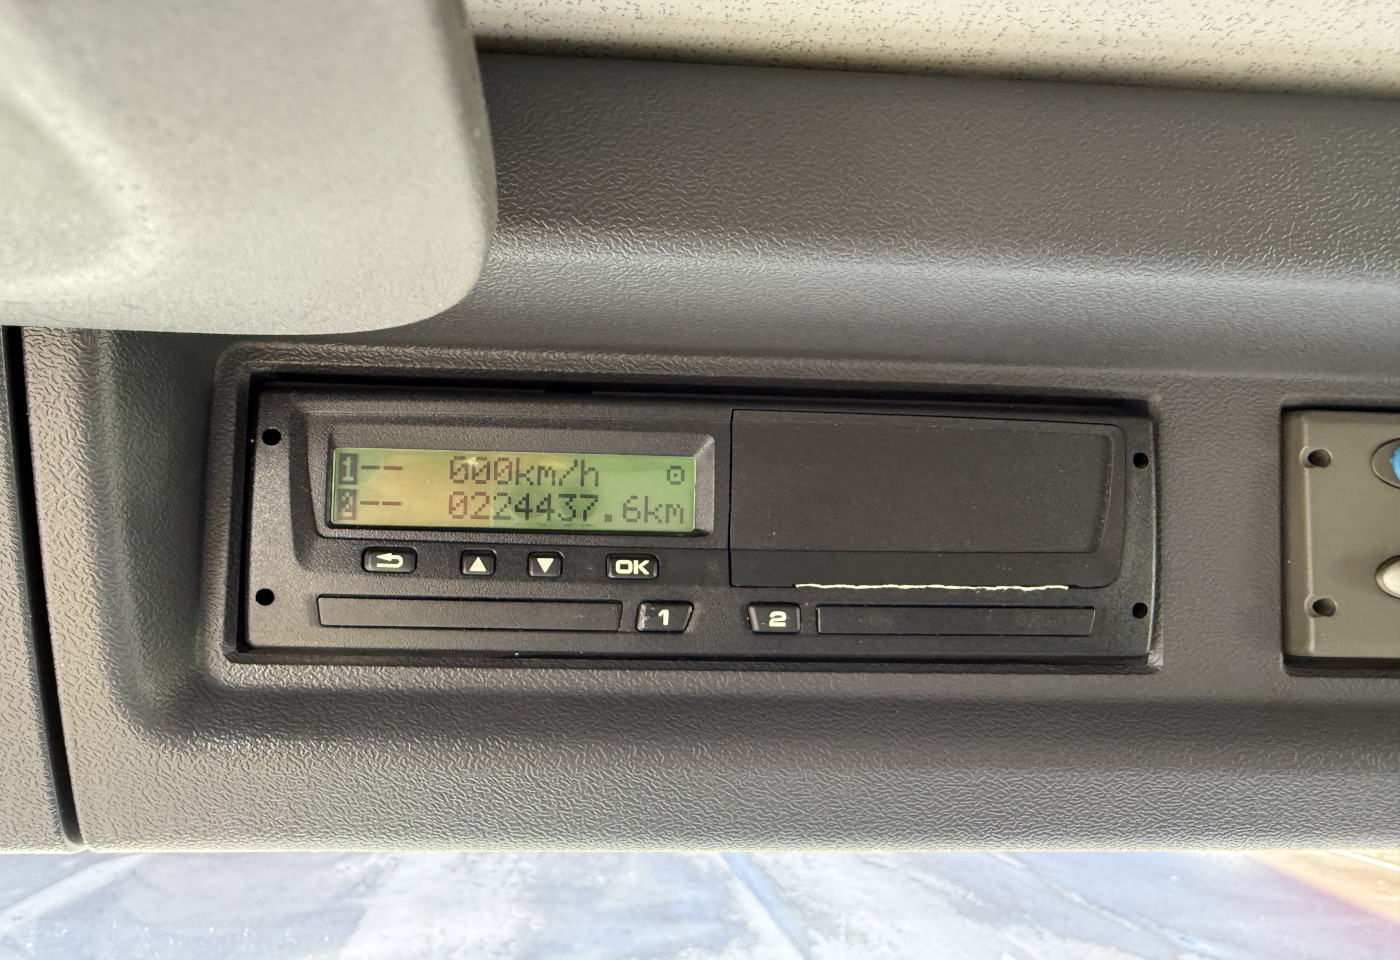 1-- 000km/h ⊙
2-- 0224437.6km
▲ ▼ OK
1 2